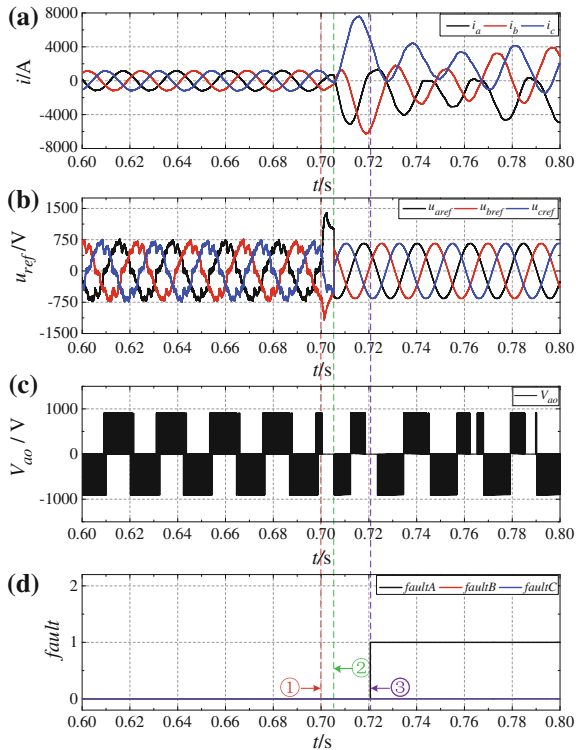 (a)
8000
4000
0
-4000
-8000
i/A
i_a i_b i_c
0.60 0.62 0.64 0.66 0.68 0.70 0.72 0.74 0.76 0.78 0.80
t/s
(b)
1500
750
0
-750
-1500
u_ref/V
u_aref u_bref u_cref
0.60 0.62 0.64 0.66 0.68 0.70 0.72 0.74 0.76 0.78 0.80
t/s
(c)
1000
0
-1000
V_ao / V
V_ao
0.60 0.62 0.64 0.66 0.68 0.70 0.72 0.74 0.76 0.78 0.80
t/s
(d)
2
1
0
fault
faultA faultB faultC
①
②
③
0.60 0.62 0.64 0.66 0.68 0.70 0.72 0.74 0.76 0.78 0.80
t/s